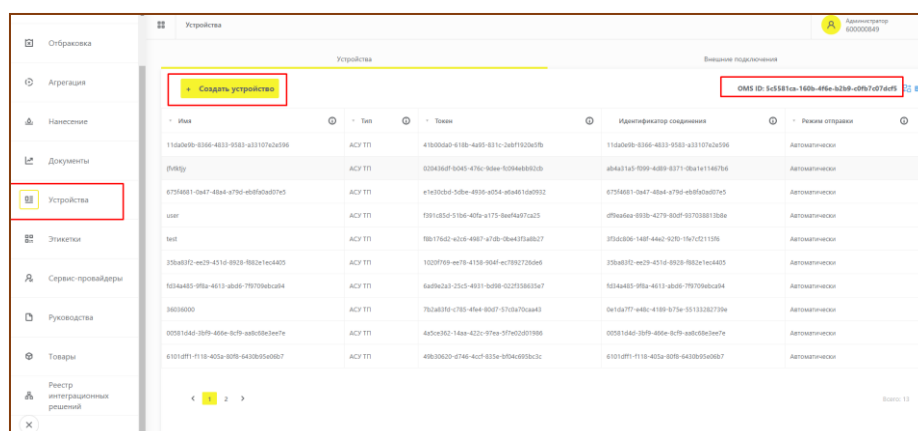 Устройства
Администратор
600000849
Отбраковка
Агрегация
Нанесение
Документы
Устройства
Этикетки
Сервис-провайдеры
Руководства
Товары
Реестр
интеграционных
решений
Устройства Внешние подключения
+ Создать устройство
OMS ID: 5c5581ca-160b-4f6e-b2b9-c0fb7c07dcf5
Имя Тип Токен Идентификатор соединения Режим отправки
11da0e9b-8366-4833-9583-a33107e2e596 АСУ ТП 41b00da0-618b-4a95-831c-2ebf1920e5fb 11da0e9b-8366-4833-9583-a33107e2e596 Автоматически
АСУ ТП 020436df-b045-476c-9dee-fc094ebb92cb ab4a31a5-f099-4d89-8371-0ba1e11467b6 Автоматически
675f4681-0a47-48a4-a79d-eb8fa0ad07e5 АСУ ТП e1e30cbd-5dbe-4936-a054-a6a461da0932 675f4681-0a47-48a4-a79d-eb8fa0ad07e5 Автоматически
user АСУ ТП f391c85d-51b6-40fa-a175-8eef4a97ca25 df9ea6ea-893b-4279-80df-937038813b8e Автоматически
test АСУ ТП f8b176d2-e2c6-4987-a7db-0be43f3a8b27 3f3dc806-148f-44e2-92f0-1fe7cf2115f6 Автоматически
35ba83f2-ee29-451d-8928-f882e1ec4405 АСУ ТП 1020f769-ee78-4158-904f-ec7892726de6 35ba83f2-ee29-451d-8928-f882e1ec4405 Автоматически
fd34a485-9f8a-4613-abd6-7f9709ebca94 АСУ ТП 6ad9e2a3-25c5-4931-bd98-022f358635e7 fd34a485-9f8a-4613-abd6-7f9709ebca94 Автоматически
36036000 АСУ ТП 7b2a83fd-c785-4fe4-80d7-57c0a70caa43 0e1da7f7-e48c-4189-b73e-55133282739e Автоматически
00581d4d-3bf9-466e-8cf9-aa8c68e3ee7e АСУ ТП 4a5ce362-14aa-422c-97ea-5f7e02d01986 00581d4d-3bf9-466e-8cf9-aa8c68e3ee7e Автоматически
6101dff1-f118-405a-80f8-6430b95e06b7 АСУ ТП 49b30620-d746-4ccf-835e-bf04c695bc3c 6101dff1-f118-405a-80f8-6430b95e06b7 Автоматически
1 2
Всего: 13